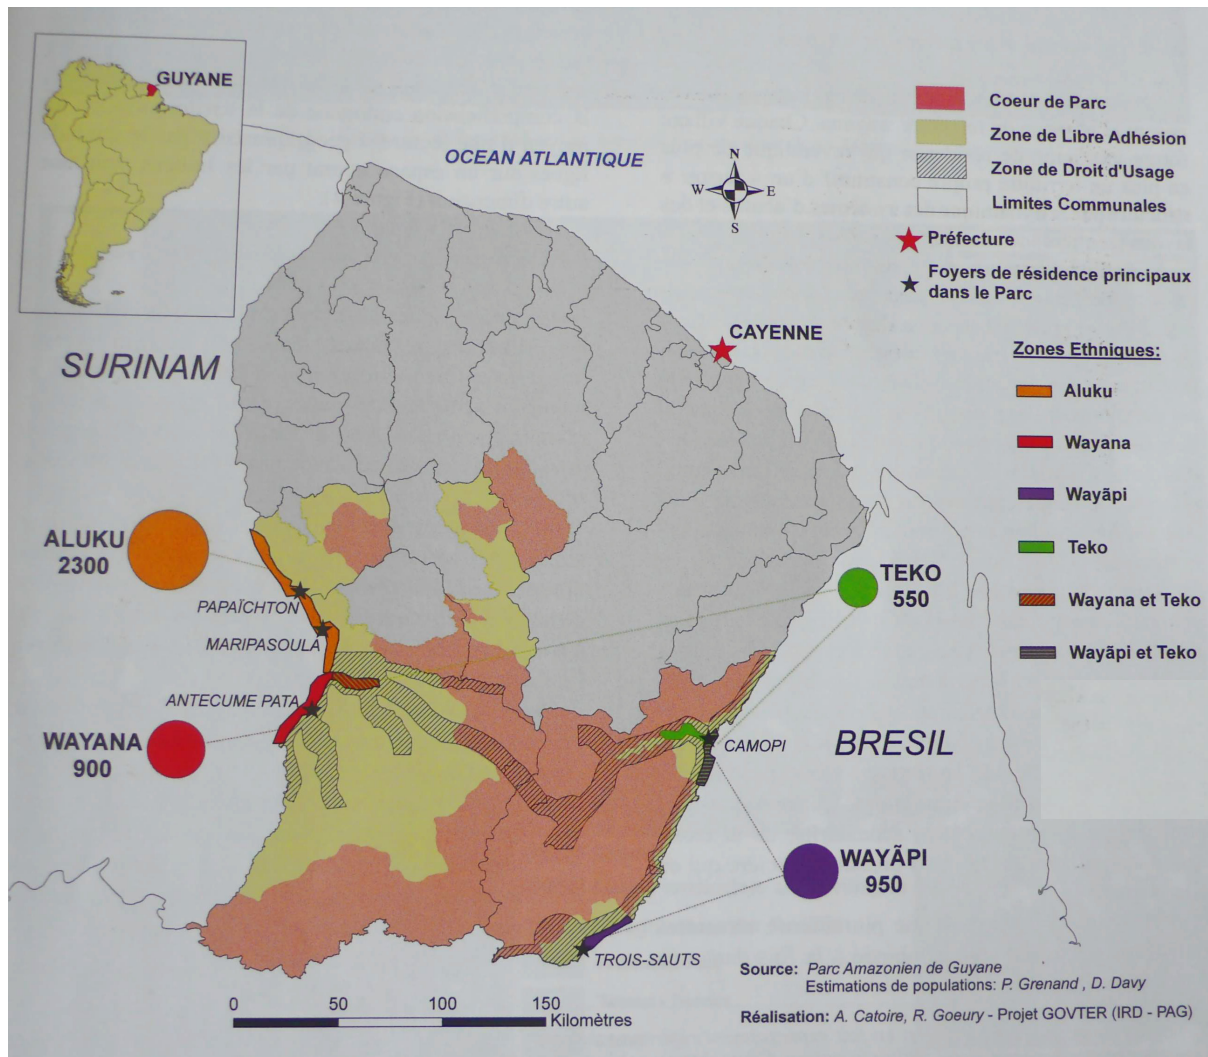 GUYANE
OCEAN ATLANTIQUE
N
W E
S
Coeur de Parc
Zone de Libre Adhésion
Zone de Droit d'Usage
Limites Communales
Préfecture
Foyers de résidence principaux
dans le Parc
SURINAM
CAYENNE
Zones Ethniques:
Aluku
Wayana
Wayãpi
Teko
Wayana et Teko
Wayãpi et Teko
ALUKU
2300
PAPAÏCHTON
MARIPASOULA
TEKO
550
ANTECUME PATA
WAYANA
900
CAMOPI
BRESIL
WAYÃPI
950
TROIS-SAUTS
Source: Parc Amazonien de Guyane
Estimations de populations: P. Grenand , D. Davy
Réalisation: A. Catoire, R. Goeury - Projet GOVTER (IRD - PAG)
0 50 100 150
Kilomètres